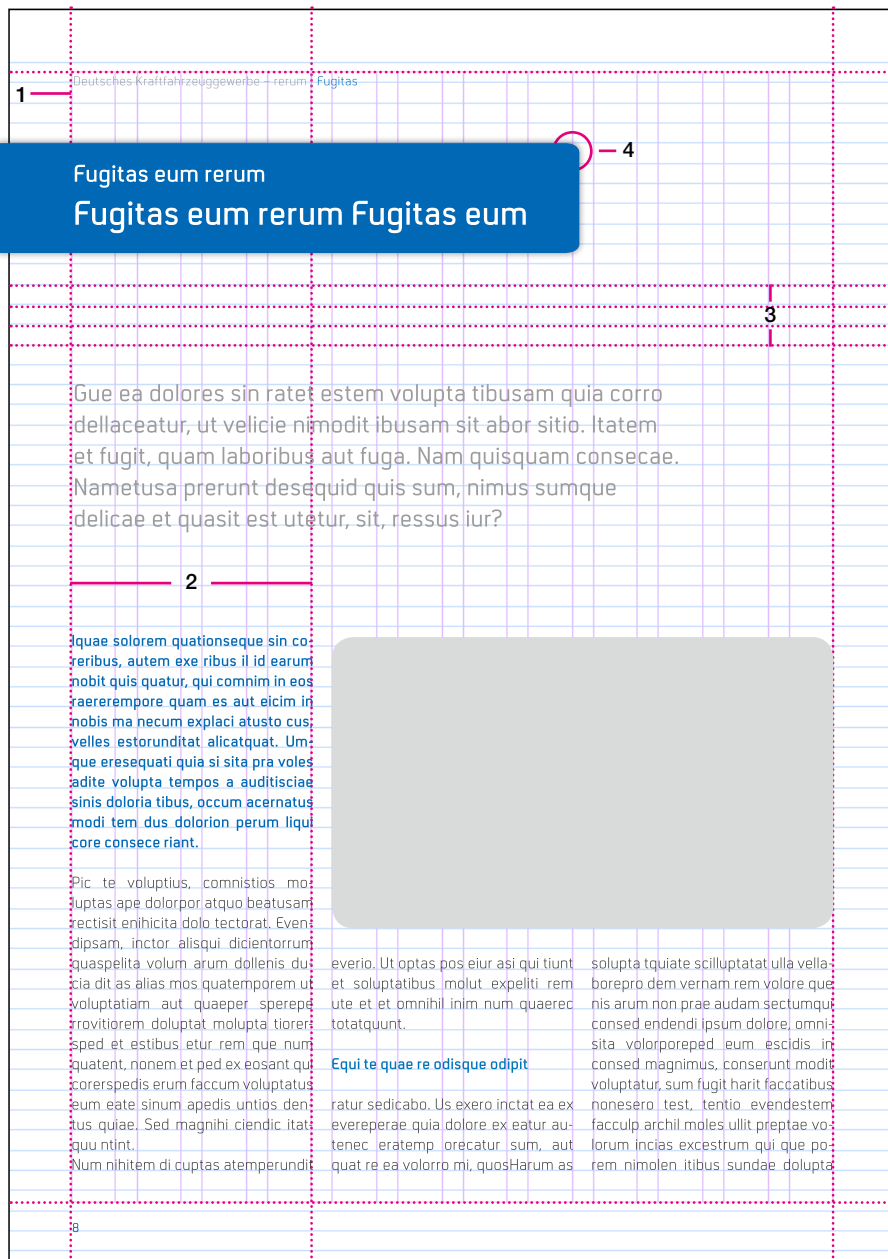 Deutsches Kraftfahrzeuggewerbe – rerum Fugitas
1
4
Fugitas eum rerum
Fugitas eum rerum Fugitas eum
3
Gue ea dolores sin ratet estem volupta tibusam quia corro
dellaceatur, ut velicie nimodit ibusam sit abor sitio. Itatem
et fugit, quam laboribus aut fuga. Nam quisquam consecae.
Nametusa prerunt desequid quis sum, nimus sumque
delicae et quasit est utetur, sit, ressus iur?
2
Iquae solorem quationseque sin co-
reribus, autem exe ribus il id earum
nobit quis quatur, qui comnim in eos
raererempore quam es aut eicim in
nobis ma necum explaci atusto cus,
velles estorunditat alicatquat. Um-
que eresequati quia si sita pra voles
adite volupta tempos a auditisciae
sinis doloria tibus, occum acernatus
modi tem dus dolorion perum liqui
core consece riant.
Pic te voluptius, comnistios mo-
luptas ape dolorpor atquo beatusam
rectisit enihicita dolo tectorat. Even-
dipsam, inctor alisqui dicientorrum
quaspelita volum arum dollenis du-
cia dit as alias mos quatemporem ut
voluptatiam aut quaeper sperepe
rrovitiorem doluptat molupta tiorer-
sped et estibus etur rem que num
quatent, nonem et ped ex eosant qui
corerspedis erum faccum voluptatus
eum eate sinum apedis untios den-
tus quiae. Sed magnihi ciendic itat-
quu ntint.
Num nihitem di cuptas atemperundit
everio. Ut optas pos eiur asi qui tiunt
et soluptatibus molut expeliti rem
ute et et omnihil inim num quaerec
totatquunt.
Equi te quae re odisque odipit
ratur sedicabo. Us exero inctat ea ex
evereperae quia dolore ex eatur au-
tenec eratemp orecatur sum, aut
quat re ea volorro mi, quosHarum as
solupta tquiate scilluptatat ulla vella-
borepro dem vernam rem volore que
nis arum non prae audam sectumqui
consed endendi ipsum dolore, omni-
sita volorporeped eum escidis in
consed magnimus, conserunt modit
voluptatur, sum fugit harit faccatibus
nonesero test, tentio evendestem
facculp archil moles ullit preptae vo-
lorum incias excestrum qui que po-
rem nimolen itibus sundae dolupta
8